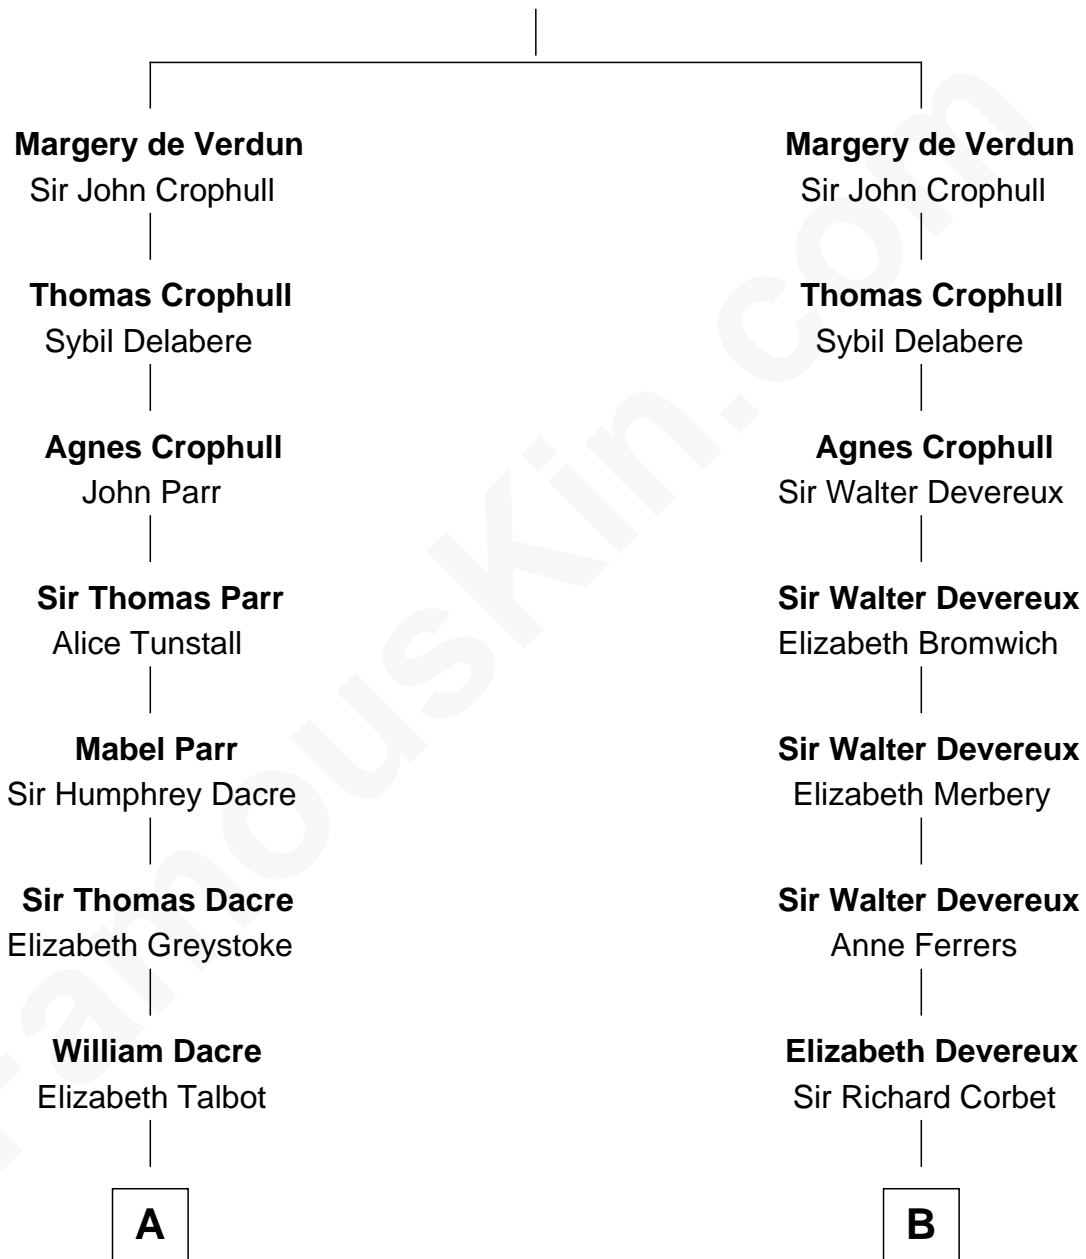 Margery de Verdun
Sir John Crophull
Thomas Crophull
Sybil Delabere
Agnes Crophull
John Parr
Sir Thomas Parr
Alice Tunstall
Mabel Parr
Sir Humphrey Dacre
Sir Thomas Dacre
Elizabeth Greystoke
William Dacre
Elizabeth Talbot
A
Margery de Verdun
Sir John Crophull
Thomas Crophull
Sybil Delabere
Agnes Crophull
Sir Walter Devereux
Sir Walter Devereux
Elizabeth Bromwich
Sir Walter Devereux
Elizabeth Merbery
Sir Walter Devereux
Anne Ferrers
Elizabeth Devereux
Sir Richard Corbet
B
FamousKin.com